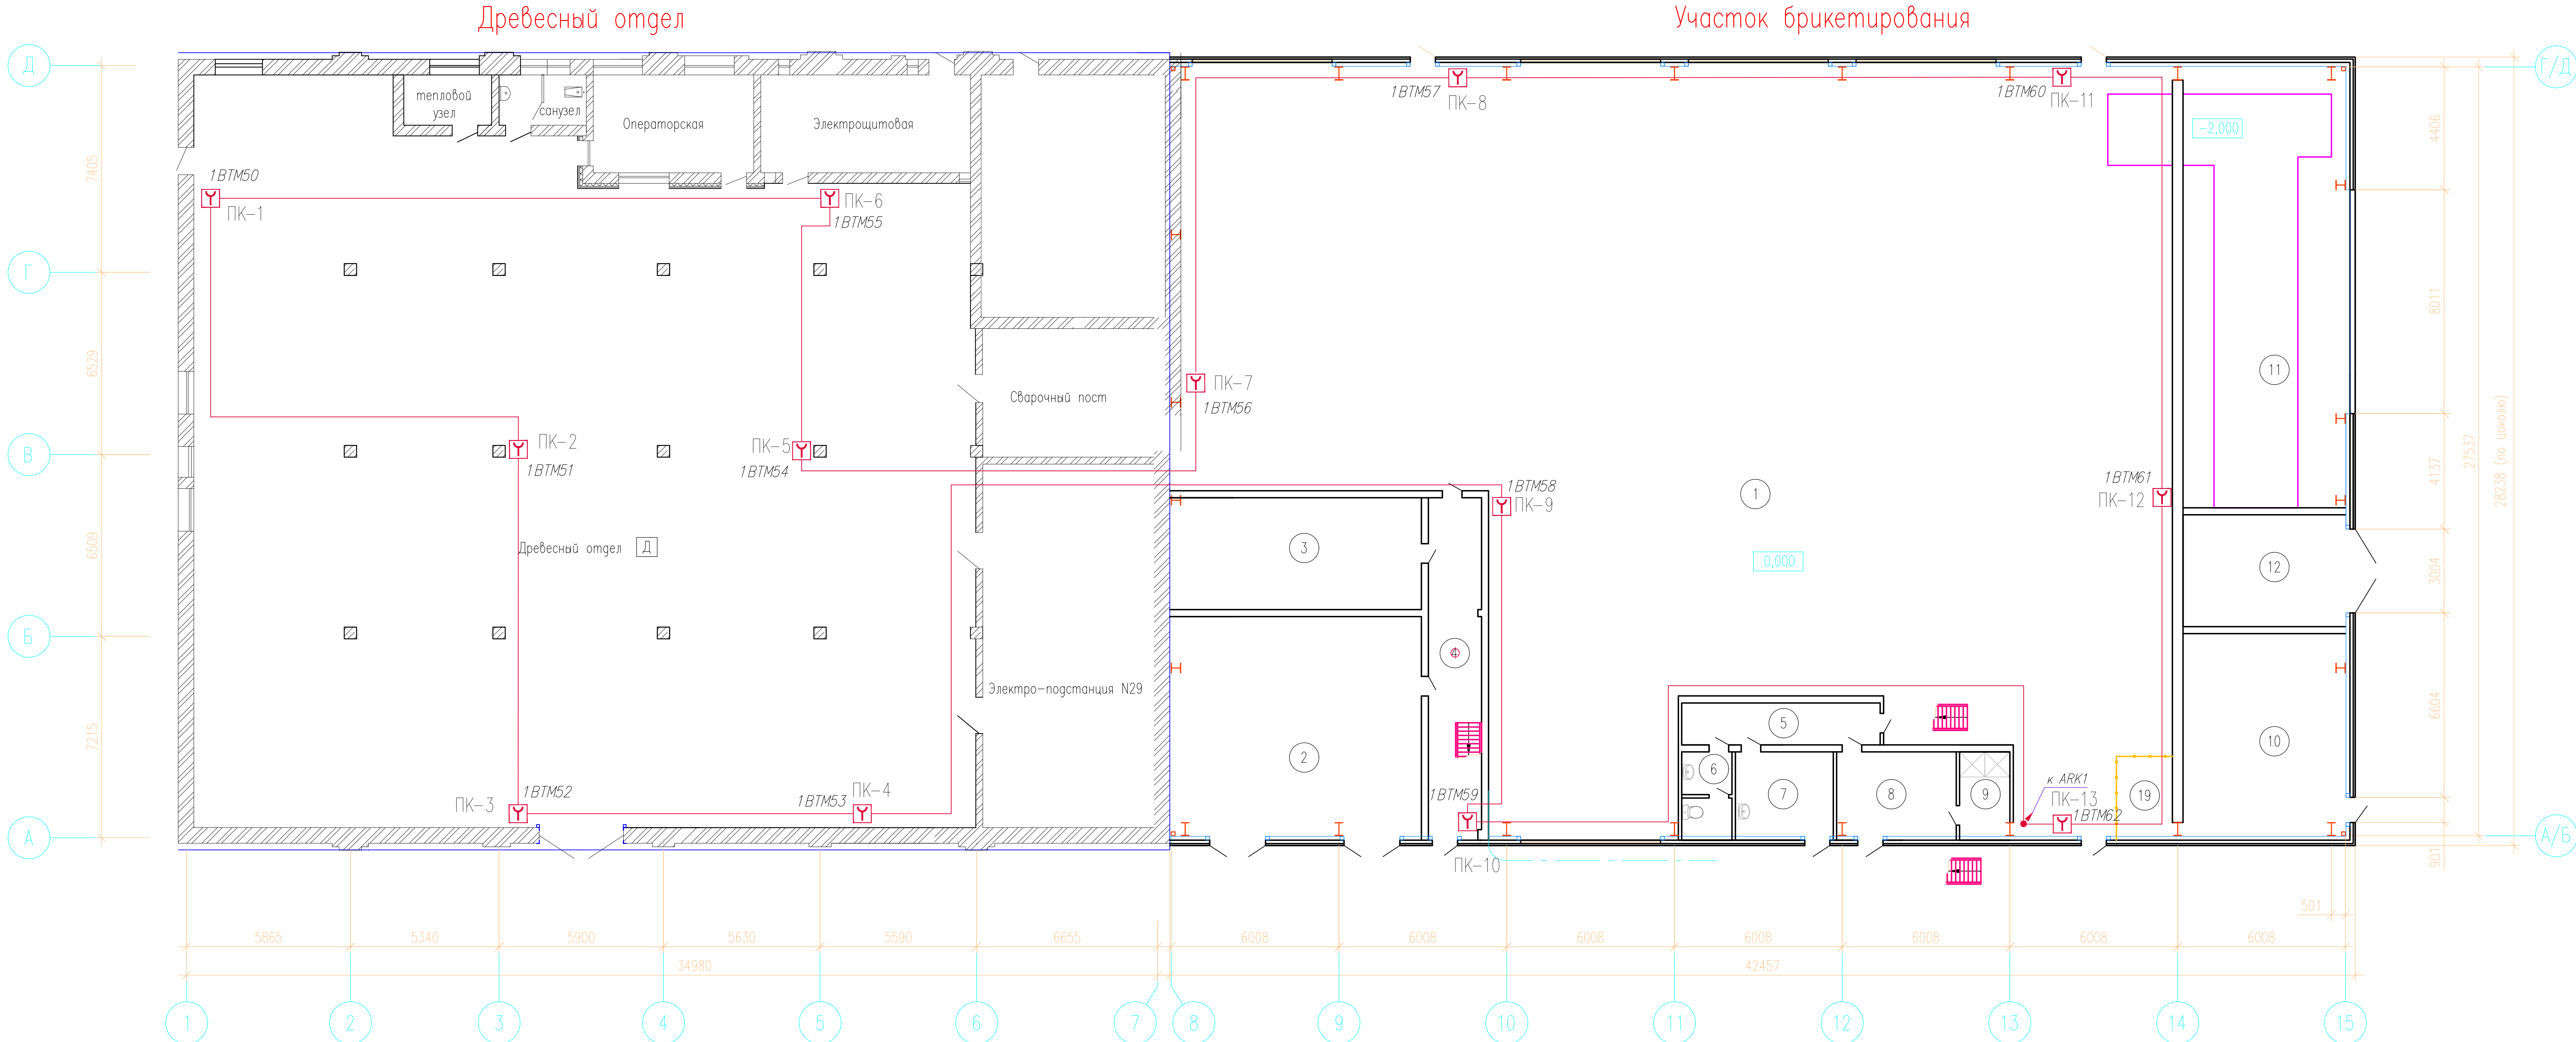 Древесный отдел
Участок брикетирования
Д
Г/Д
тепловой
узел
санузел
Операторская
Электрощитовая
1ВТМ57
ПК-8
1ВТМ60
ПК-11
-2,000
7405
4406
1ВТМ50
ПК-1
ПК-6
1ВТМ55
Г
6529
8011
ПК-7
1ВТМ56
Сварочный пост
11
28238 (по цоколю)
27537
В
ПК-2
1ВТМ51
ПК-5
1ВТМ54
1ВТМ58
ПК-9
1
1ВТМ61
ПК-12
4137
6509
Древесный отдел Д
3
0,000
12
3004
Б
4
Электро-подстанция N29
7215
2
5
6
7
8
9
10
6604
к ARK1
19
ПК-3
1ВТМ52
1ВТМ53
ПК-4
1ВТМ59
ПК-10
ПК-13
1ВТМ62
А
А/Б
901
501
5865
5340
5900
5630
5590
6655
6008
6008
6008
6008
6008
6008
6008
34980
42457
1
2
3
4
5
6
7
8
9
10
11
12
13
14
15